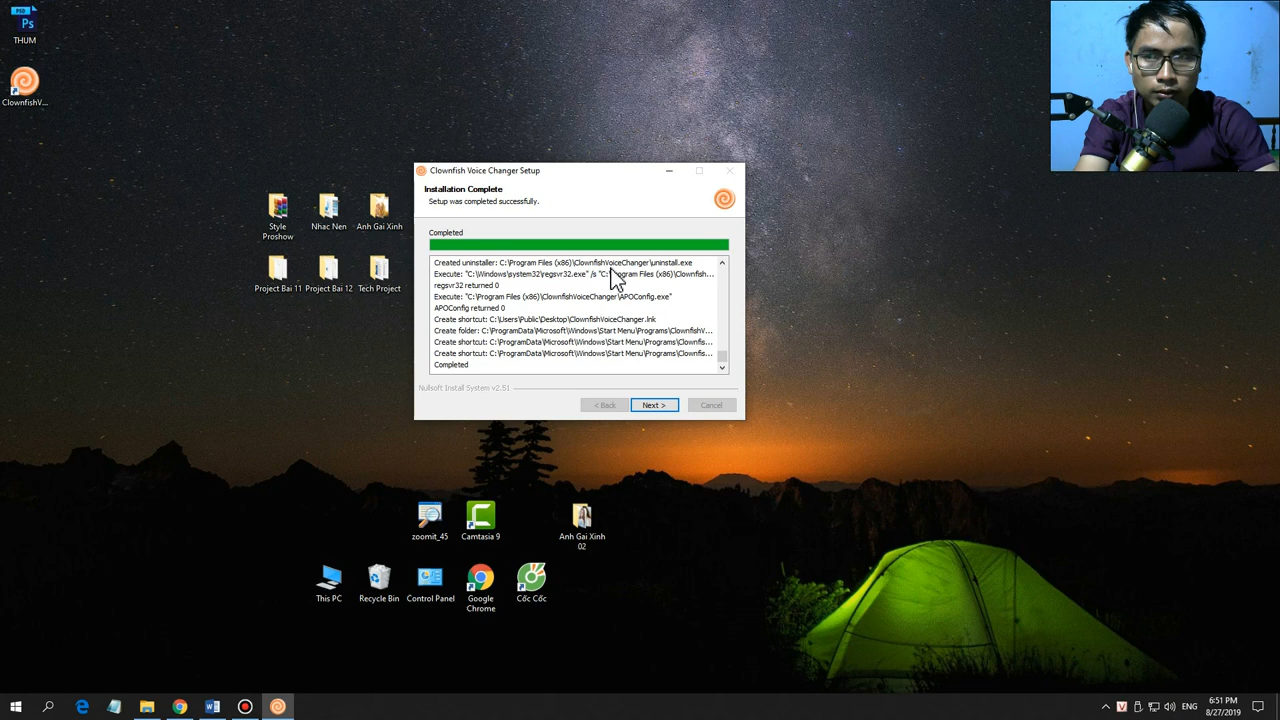 PSD
Ps
THUM
ClownfishV...
Style
Proshow
Nhac Nen
Anh Gai Xinh
Project Bai 11
Project Bai 12
Tech Project
Clownfish Voice Changer Setup
Installation Complete
Setup was completed successfully.
Completed
Created uninstaller: C:\Program Files (x86)\ClownfishVoiceChanger\uninstall.exe
Execute: "C:\Windows\system32\regsvr32.exe" /s "C:\Program Files (x86)\Clownfish...
regsvr32 returned 0
Execute: "C:\Program Files (x86)\ClownfishVoiceChanger\APOConfig.exe"
APOConfig returned 0
Create shortcut: C:\Users\Public\Desktop\ClownfishVoiceChanger.lnk
Create folder: C:\ProgramData\Microsoft\Windows\Start Menu\Programs\ClownfishV...
Create shortcut: C:\ProgramData\Microsoft\Windows\Start Menu\Programs\Clownfis...
Create shortcut: C:\ProgramData\Microsoft\Windows\Start Menu\Programs\Clownfis...
Completed
Nullsoft Install System v2.51
< Back
Next >
Cancel
zoomit_45
Camtasia 9
Anh Gai Xinh
02
This PC
Recycle Bin
Control Panel
Google
Chrome
Cốc Cốc
V
ENG
6:51 PM
8/27/2019